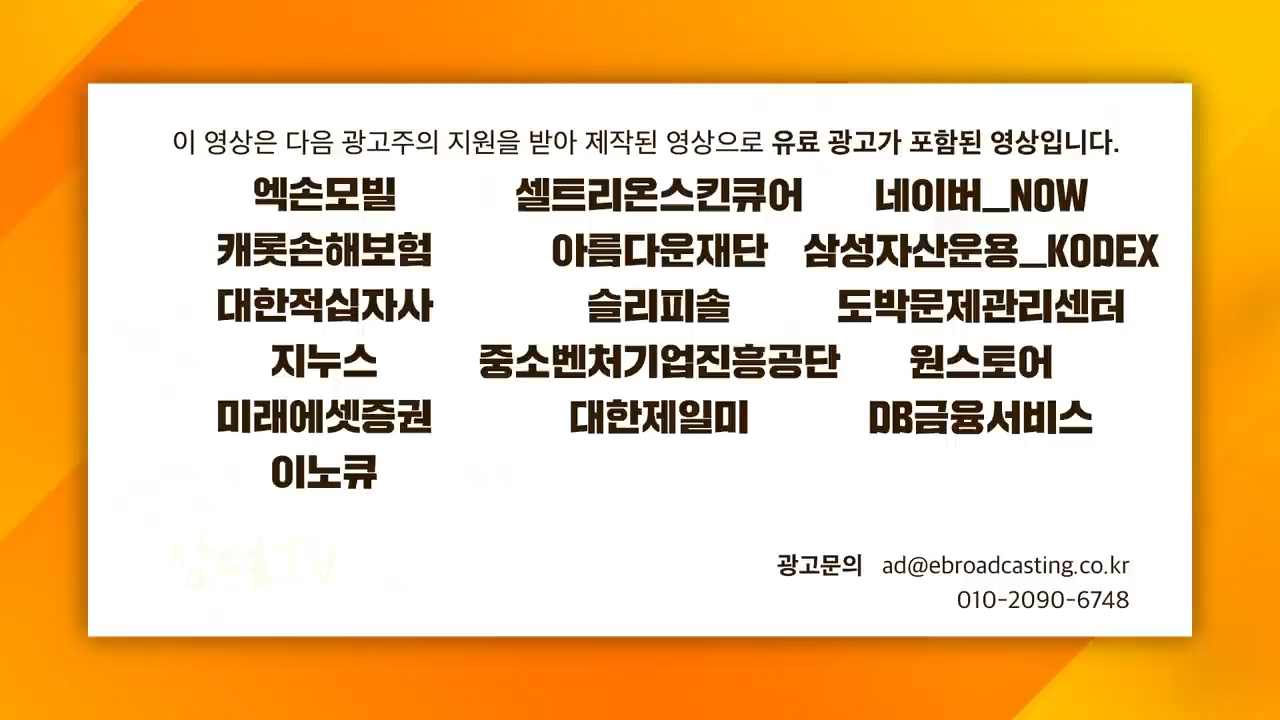 이 영상은 다음 광고주의 지원을 받아 제작된 영상으로 유료 광고가 포함된 영상입니다.
엑손모빌 셀트리온스킨큐어 네이버_NOW
캐롯손해보험 아름다운재단 삼성자산운용_KODEX
대한적십자사 슬리피솔 도박문제관리센터
지누스 중소벤처기업진흥공단 원스토어
미래에셋증권 대한제일미 DB금융서비스
이노큐
광고문의 ad@ebroadcasting.co.kr
010-2090-6748